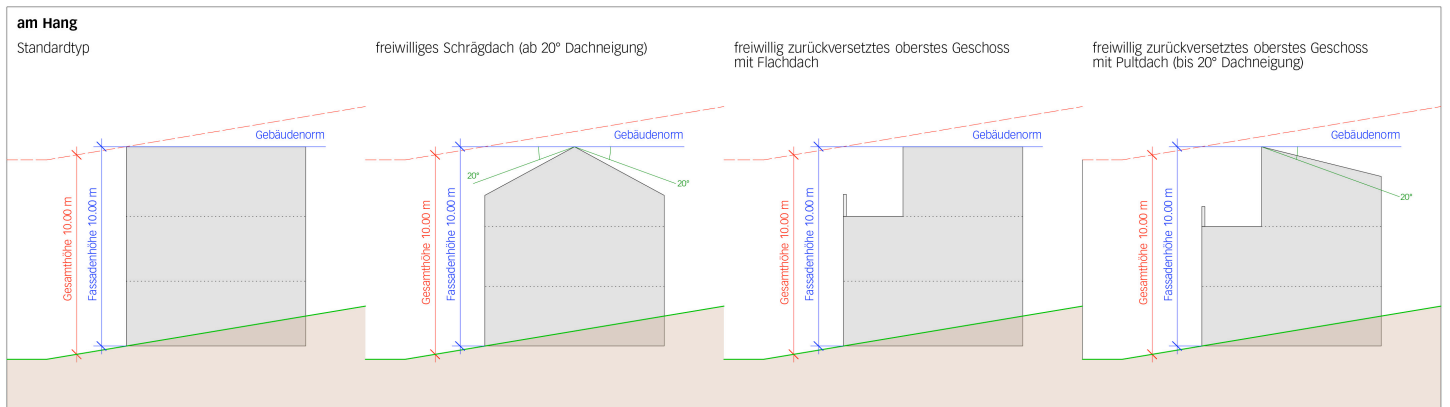 am Hang
Standardtyp
freiwilliges Schrägdach (ab 20° Dachneigung)
freiwillig zurückversetztes oberstes Geschoss
mit Flachdach
freiwillig zurückversetztes oberstes Geschoss
mit Pultdach (bis 20° Dachneigung)
Gebäudenorm
Gesamthöhe 10.00 m
Fassadenhöhe 10.00 m
Gebäudenorm
20°
20°
Gesamthöhe 10.00 m
Fassadenhöhe 10.00 m
Gebäudenorm
Gesamthöhe 10.00 m
Fassadenhöhe 10.00 m
Gebäudenorm
20°
Gesamthöhe 10.00 m
Fassadenhöhe 10.00 m